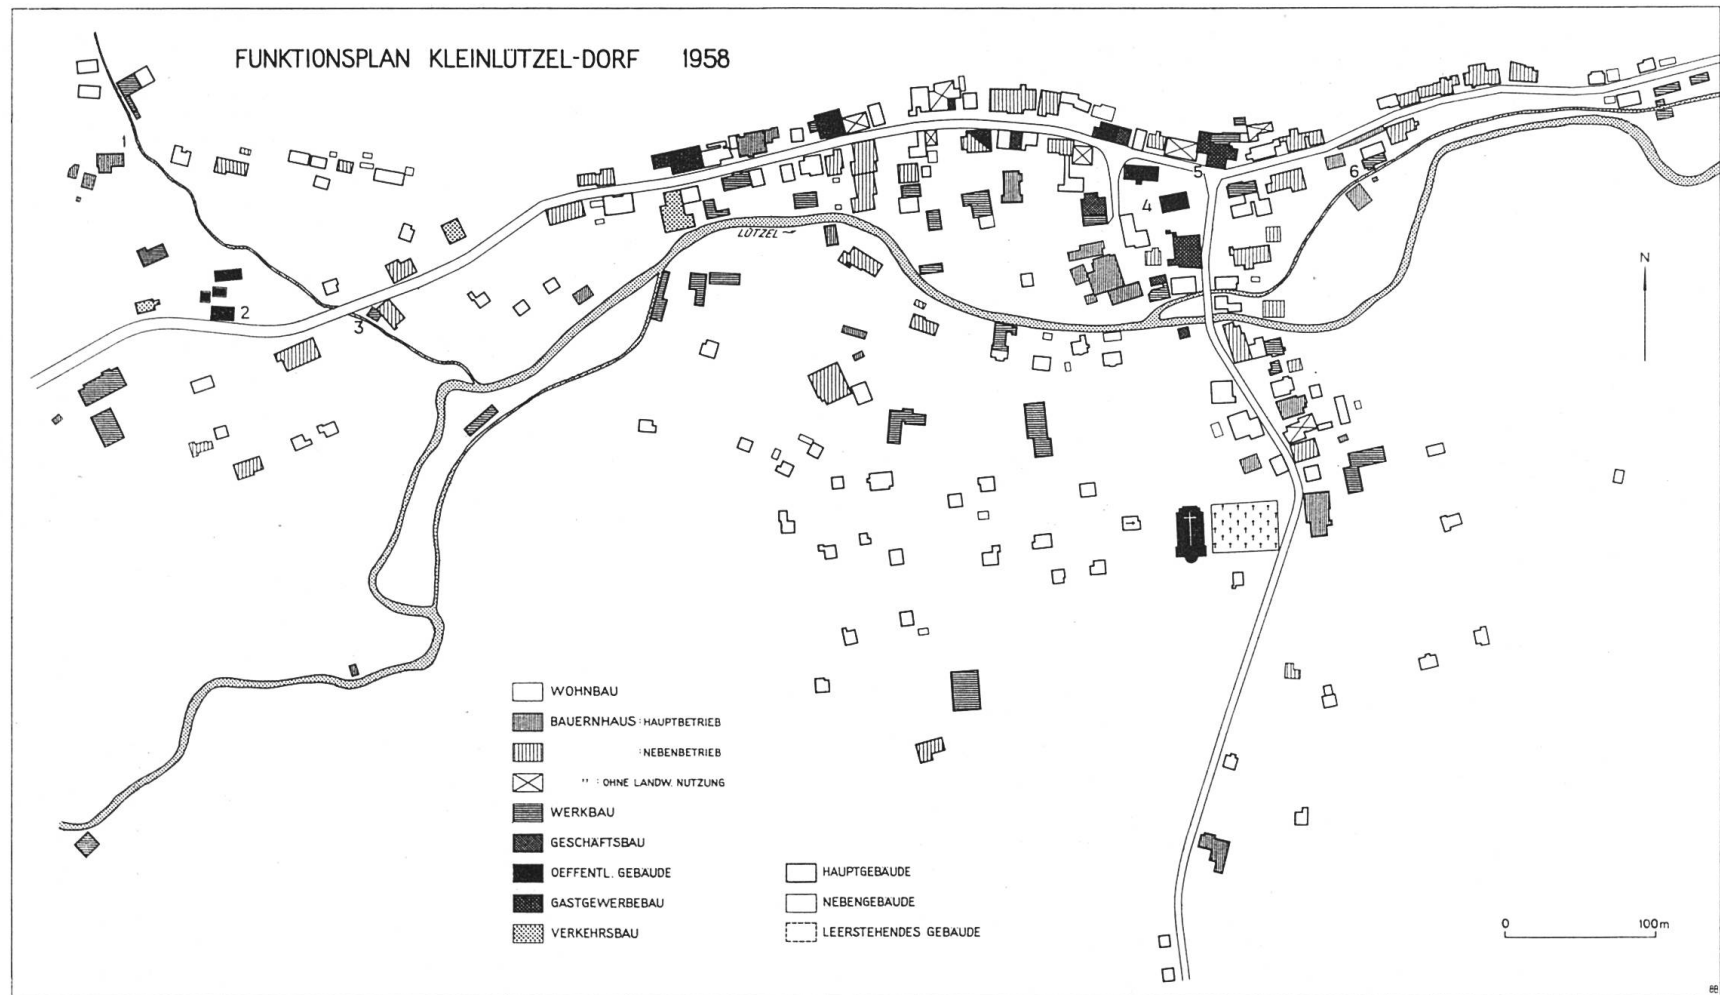 FUNKTIONSPLAN KLEINLÜTZEL-DORF 1958
1
2
3
4
5
6
LÜTZEL →
N
WOHNBAU
BAUERNHAUS : HAUPTBETRIEB
: NEBENBETRIEB
" : OHNE LANDW. NUTZUNG
WERKBAU
GESCHÄFTSBAU
OEFFENTL. GEBÄUDE
GASTGEWERBEBAU
VERKEHRSBAU
HAUPTGEBÄUDE
NEBENGEBÄUDE
LEERSTEHENDES GEBÄUDE
0 100m